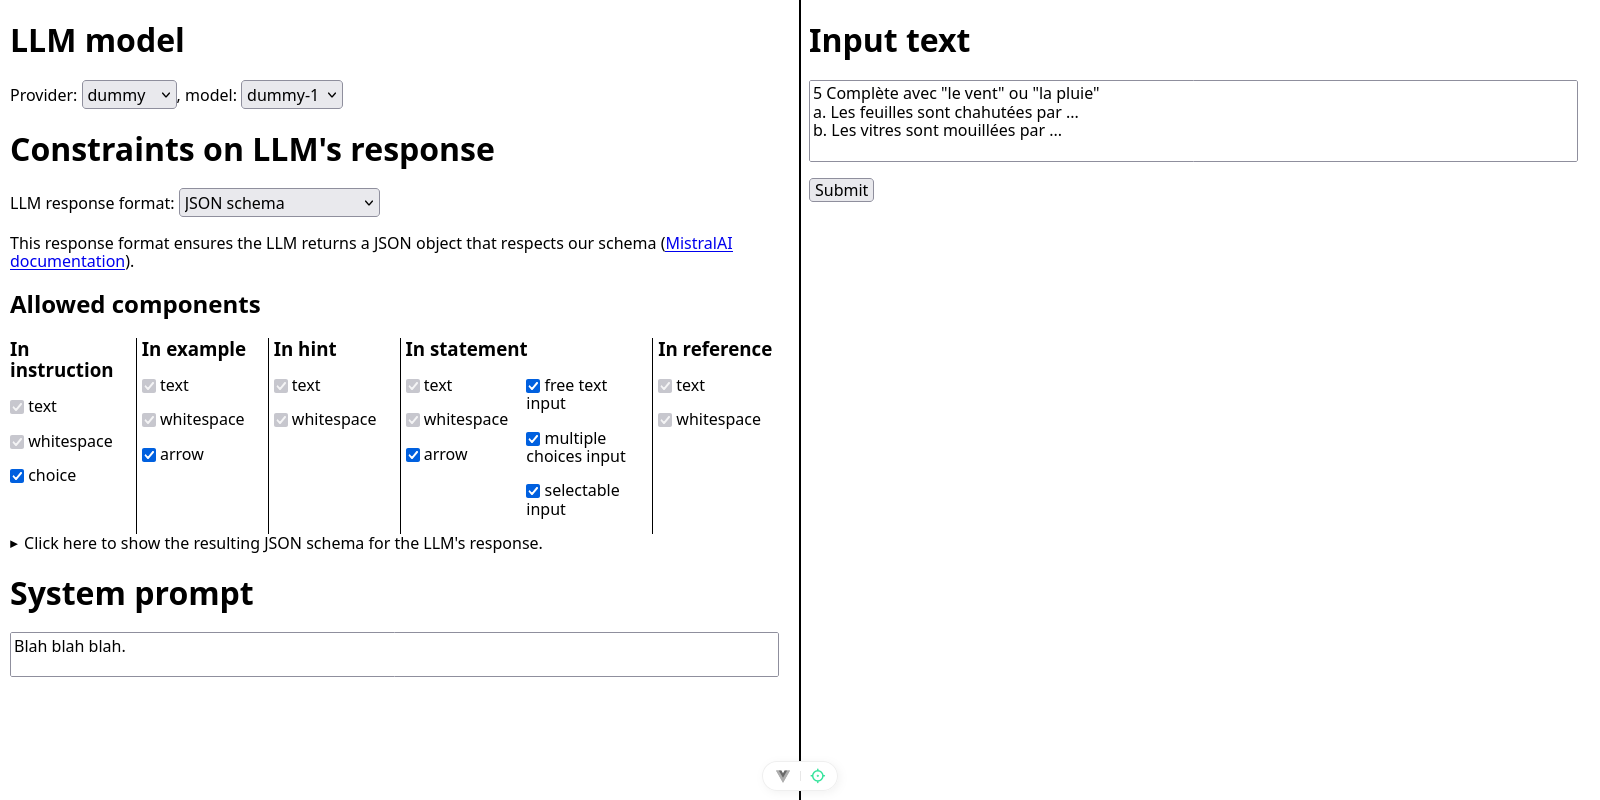 LLM model
Provider: dummy, model: dummy-1
Constraints on LLM's response
LLM response format: JSON schema
This response format ensures the LLM returns a JSON object that respects our schema (MistralAI
documentation).
Allowed components
In
instruction
text
whitespace
choice
In example
text
whitespace
arrow
In hint
text
whitespace
In statement
text
whitespace
arrow
free text
input
multiple
choices input
selectable
input
In reference
text
whitespace
Click here to show the resulting JSON schema for the LLM's response.
System prompt
Blah blah blah.
Input text
5 Complète avec "le vent" ou "la pluie"
a. Les feuilles sont chahutées par ...
b. Les vitres sont mouillées par ...
Submit